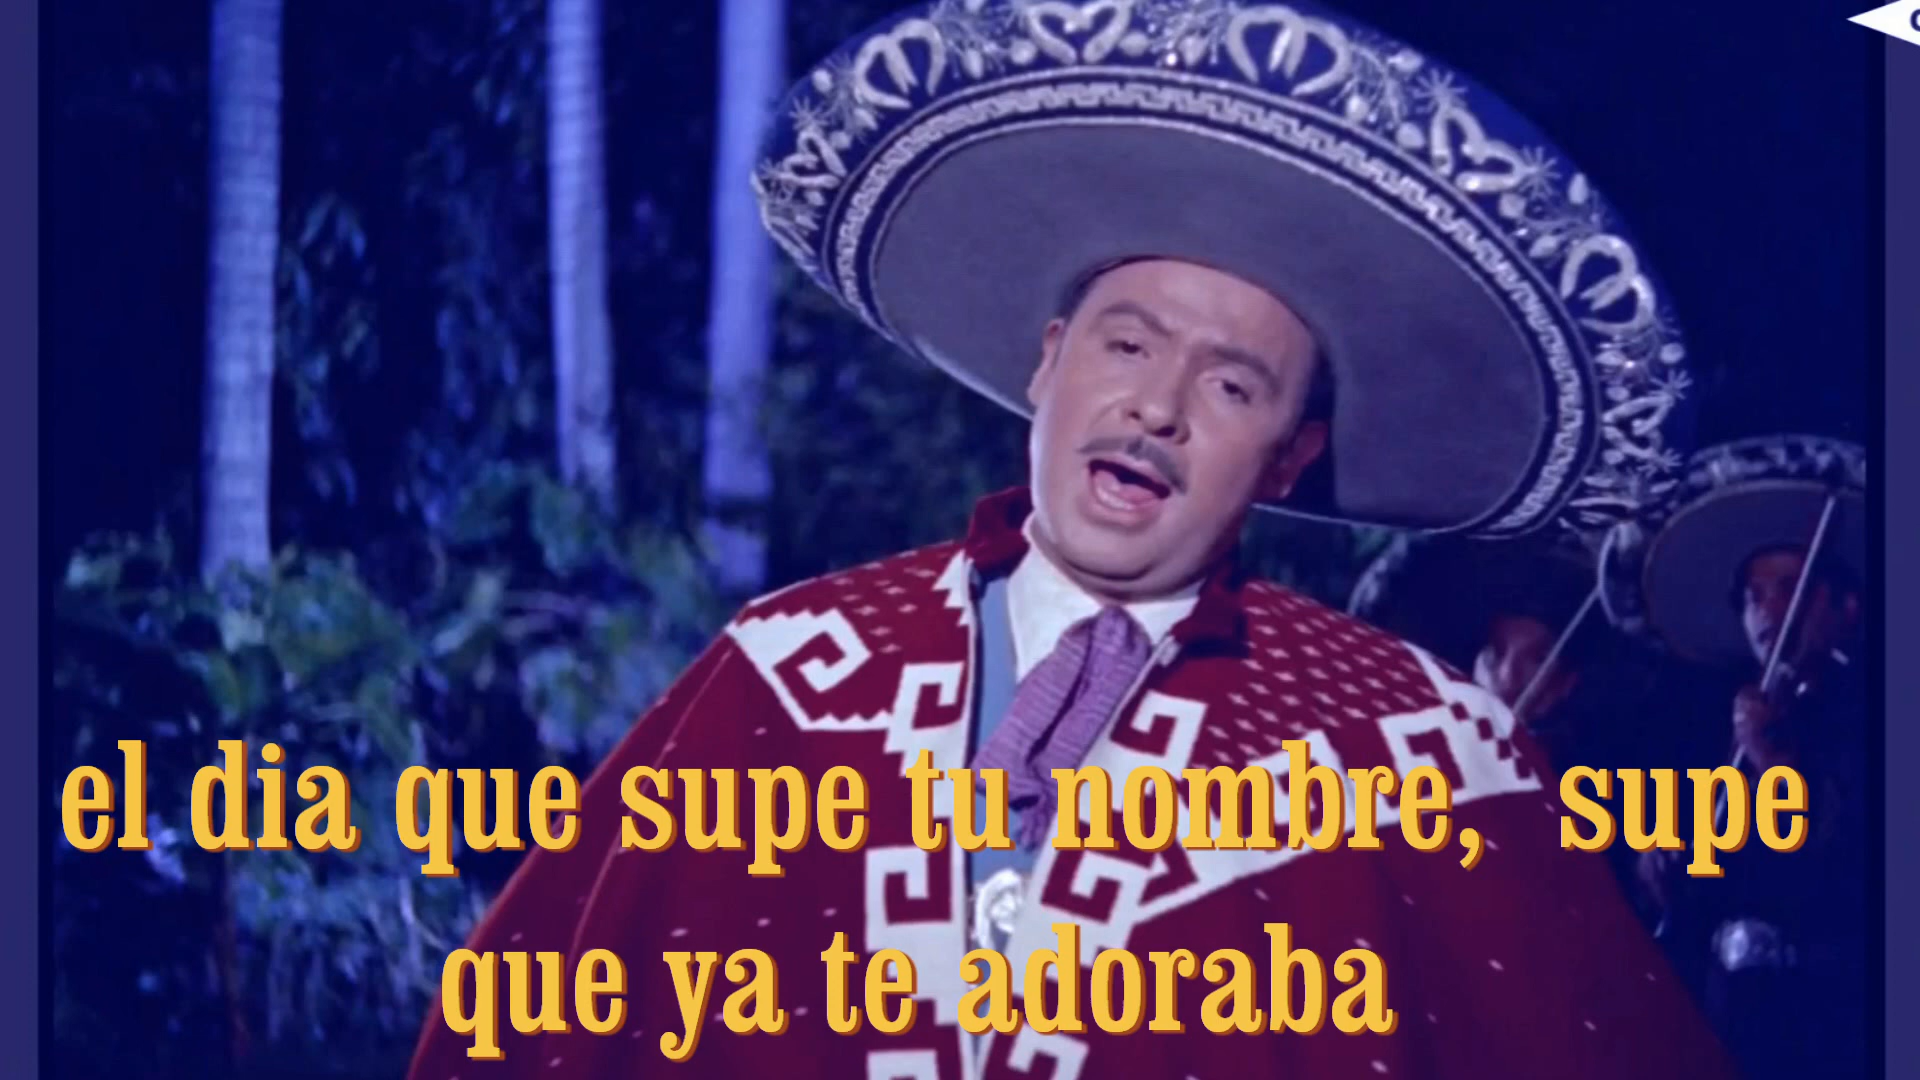 el dia que supe tu nombre,  supe
que ya te adoraba